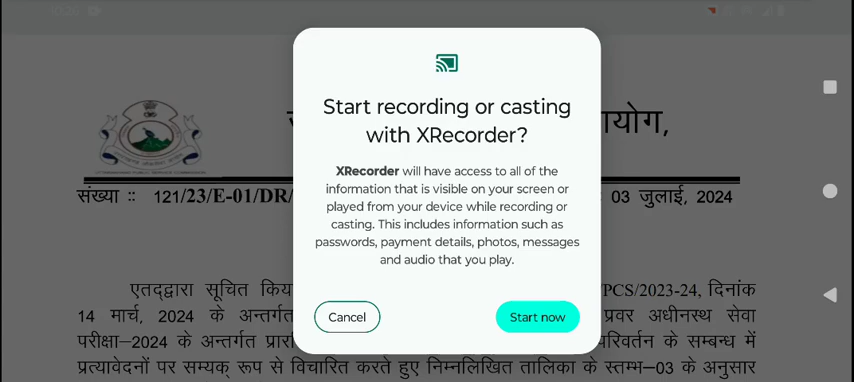 10:26
Start recording or casting
with XRecorder?
XRecorder will have access to all of the
information that is visible on your screen or
played from your device while recording or
casting. This includes information such as
passwords, payment details, photos, messages
and audio that you play.
Cancel
Start now
योग,
संख्या :: 121/23/E-01/DR/
03 जुलाई, 2024
एतद्द्वारा सूचित किया /PCS/2023-24, दिनांक
14 मार्च, 2024 के अन्तर्गत प्रवर अधीनस्थ सेवा
परीक्षा–2024 के अन्तर्गत परिवर्तन के सम्बन्ध में
प्रत्यावेदनों पर सम्यक् रूप से विचारित करते हुए निम्नलिखित तालिका के स्तम्भ–03 के अनुसार